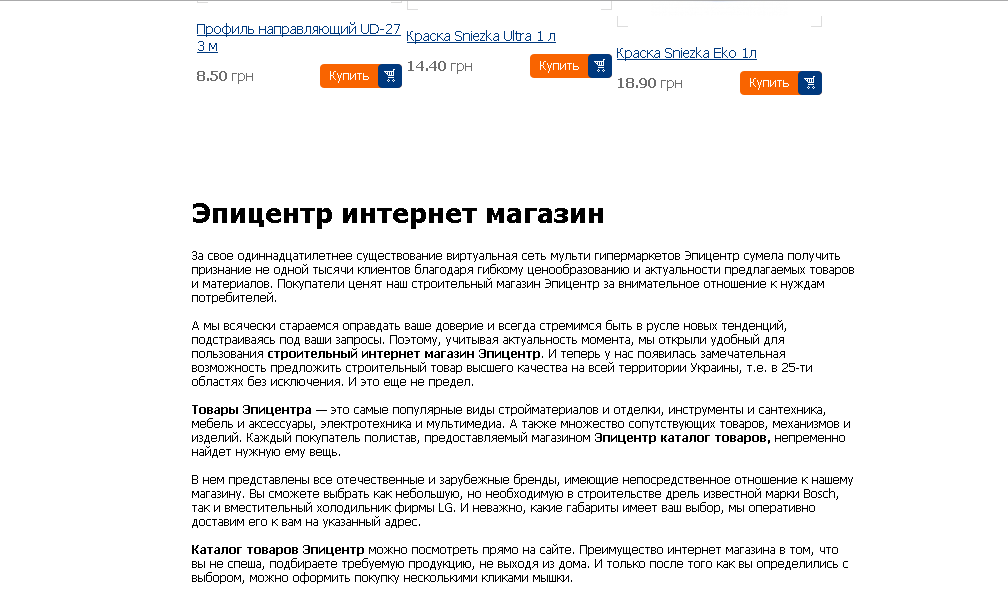 Профиль направляющий UD-27
3 м
8.50 грн
Купить
Краска Sniezka Ultra 1 л
14.40 грн
Купить
Краска Sniezka Eko 1л
18.90 грн
Купить
Эпицентр интернет магазин
За свое одиннадцатилетнее существование виртуальная сеть мульти гипермаркетов Эпицентр сумела получить
признание не одной тысячи клиентов благодаря гибкому ценообразованию и актуальности предлагаемых товаров
и материалов. Покупатели ценят наш строительный магазин Эпицентр за внимательное отношение к нуждам
потребителей.
А мы всячески стараемся оправдать ваше доверие и всегда стремимся быть в русле новых тенденций,
подстраиваясь под ваши запросы. Поэтому, учитывая актуальность момента, мы открыли удобный для
пользования строительный интернет магазин Эпицентр. И теперь у нас появилась замечательная
возможность предложить строительный товар высшего качества на всей территории Украины, т.е. в 25-ти
областях без исключения. И это еще не предел.
Товары Эпицентра — это самые популярные виды стройматериалов и отделки, инструменты и сантехника,
мебель и аксессуары, электротехника и мультимедиа. А также множество сопутствующих товаров, механизмов и
изделий. Каждый покупатель полистав, предоставляемый магазином Эпицентр каталог товаров, непременно
найдет нужную ему вещь.
В нем представлены все отечественные и зарубежные бренды, имеющие непосредственное отношение к нашему
магазину. Вы сможете выбрать как небольшую, но необходимую в строительстве дрель известной марки Bosch,
так и вместительный холодильник фирмы LG. И неважно, какие габариты имеет ваш выбор, мы оперативно
доставим его к вам на указанный адрес.
Каталог товаров Эпицентр можно посмотреть прямо на сайте. Преимущество интернет магазина в том, что
вы не спеша, подбираете требуемую продукцию, не выходя из дома. И только после того как вы определились с
выбором, можно оформить покупку несколькими кликами мышки.